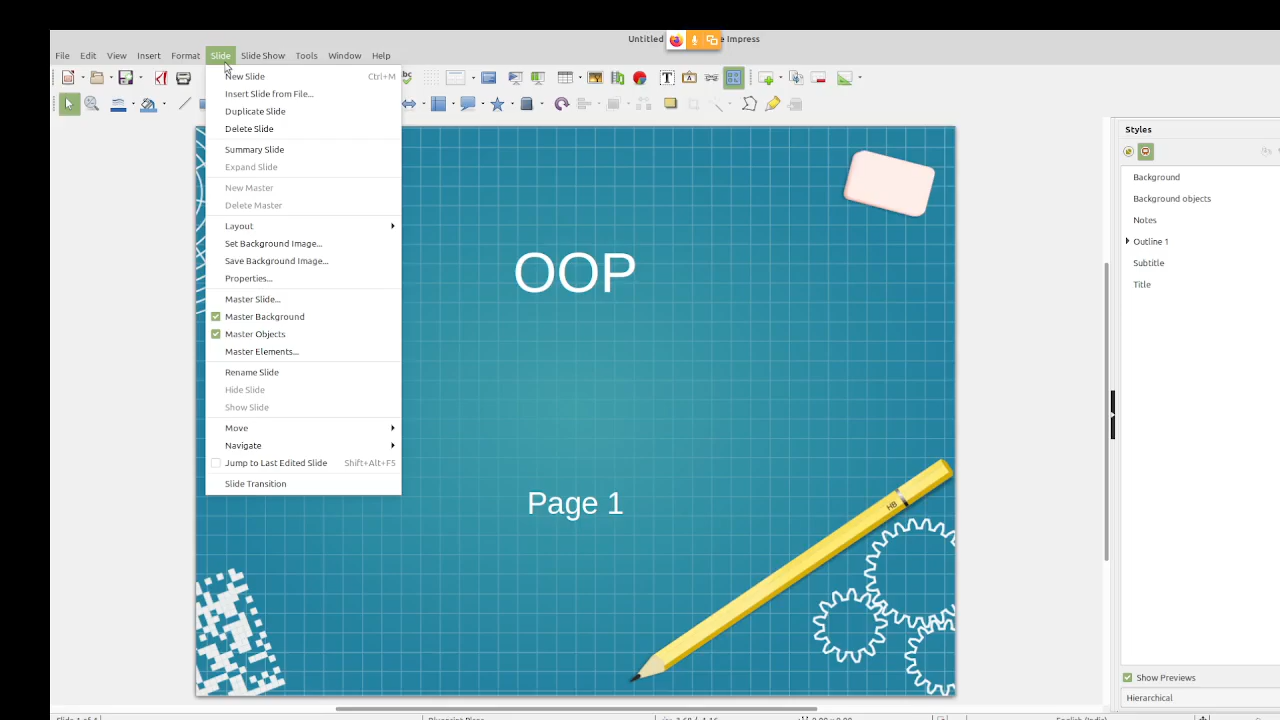 Untitled
e Impress
File Edit View Insert Format Slide Slide Show Tools Window Help
New Slide Ctrl+M
Insert Slide from File...
Duplicate Slide
Delete Slide
Summary Slide
Expand Slide
New Master
Delete Master
Layout
Set Background Image...
Save Background Image...
Properties...
Master Slide...
Master Background
Master Objects
Master Elements...
Rename Slide
Hide Slide
Show Slide
Move
Navigate
Jump to Last Edited Slide Shift+Alt+F5
Slide Transition
OOP
Page 1
HB
Styles
Background
Background objects
Notes
Outline 1
Subtitle
Title
Show Previews
Hierarchical